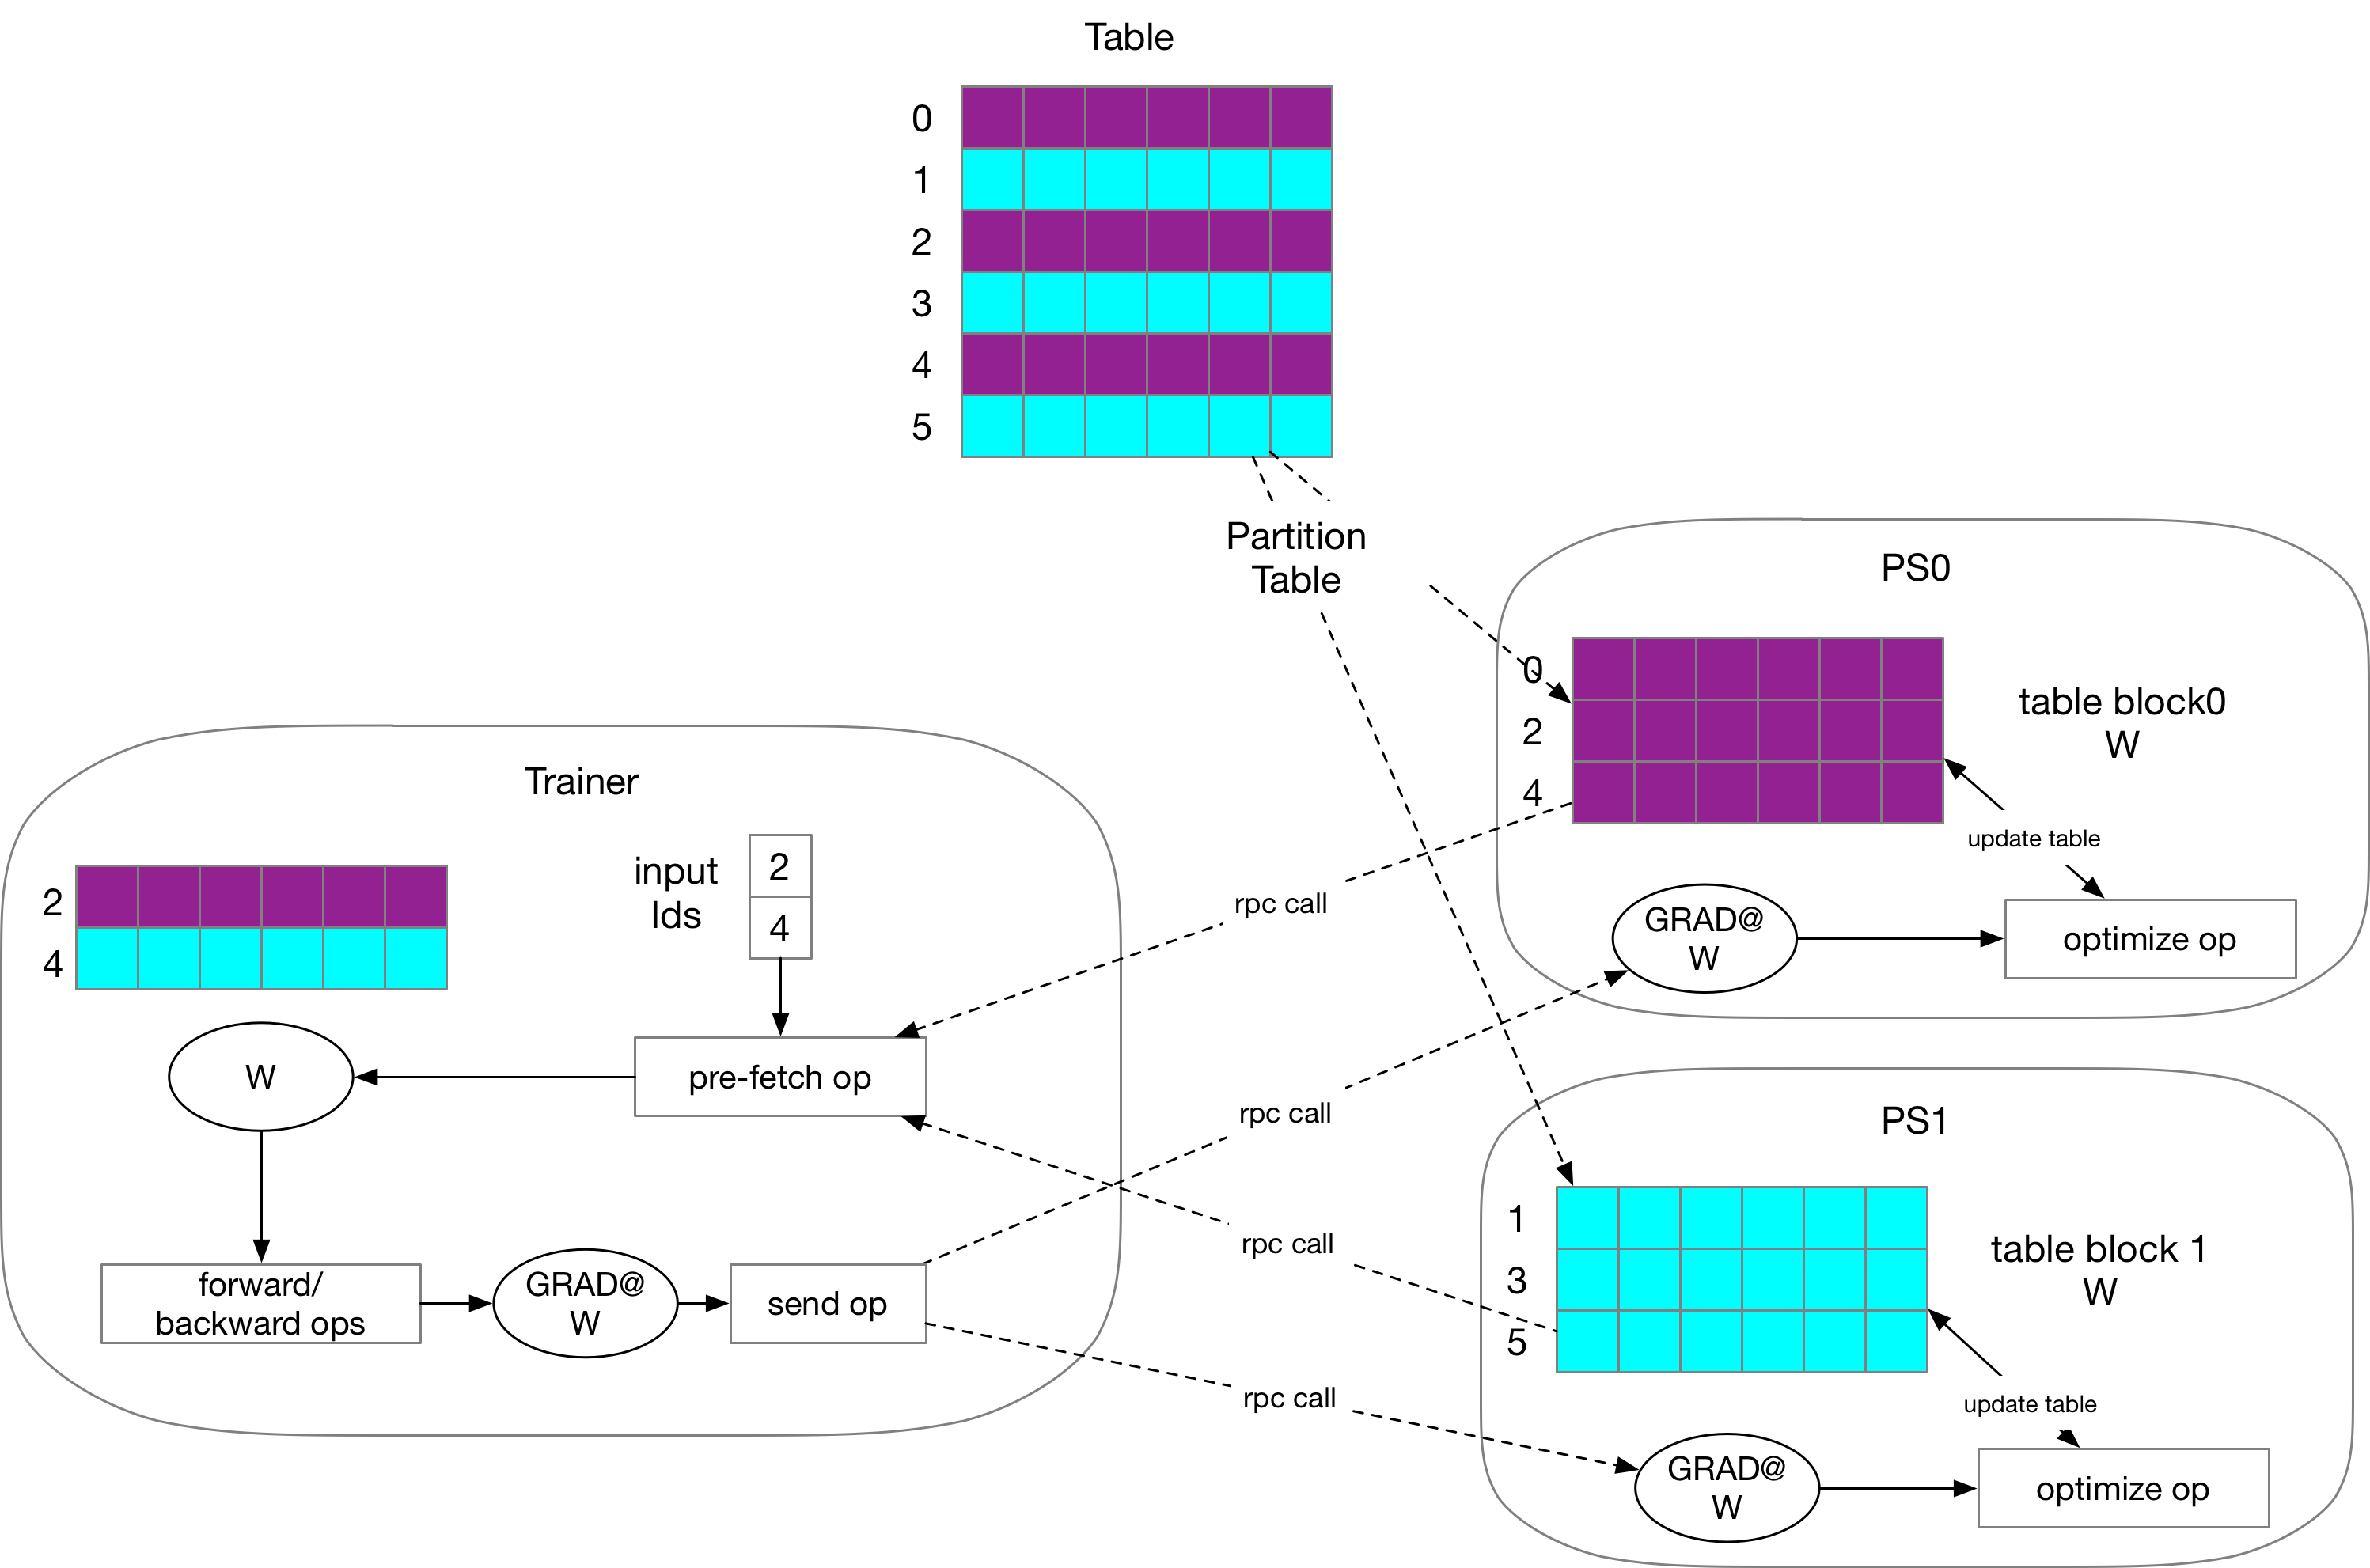 Table
0
1
2
3
4
5
Partition
Table
PS0
0
2
4
table block0
W
update table
GRAD@
W
optimize op
Trainer
2
4
input
Ids
2
4
pre-fetch op
W
forward/
backward ops
GRAD@
W
send op
rpc call
rpc call
rpc call
rpc call
PS1
1
3
5
table block 1
W
update table
GRAD@
W
optimize op